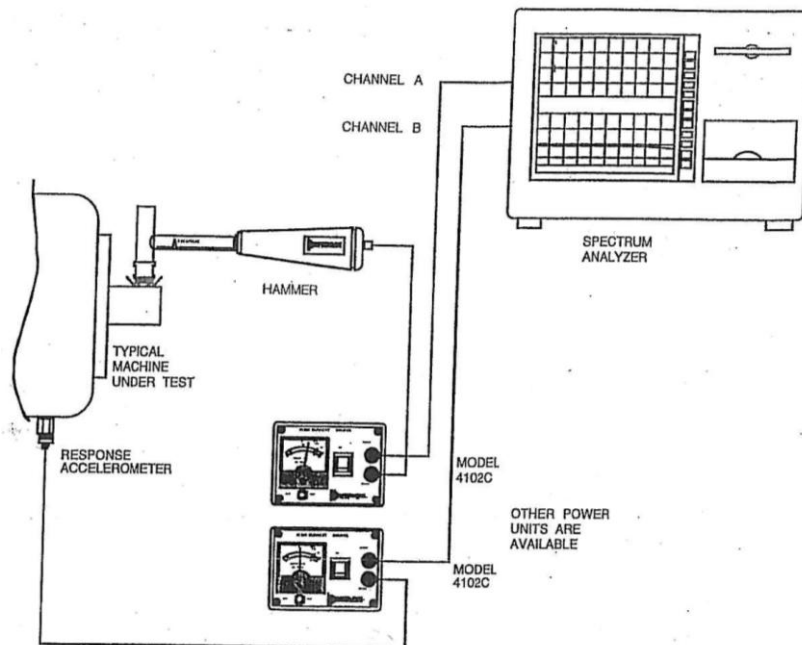 CHANNEL A
CHANNEL B
SPECTRUM
ANALYZER
HAMMER
TYPICAL
MACHINE
UNDER TEST
RESPONSE
ACCELEROMETER
MODEL
4102C
OTHER POWER
UNITS ARE
AVAILABLE
MODEL
4102C